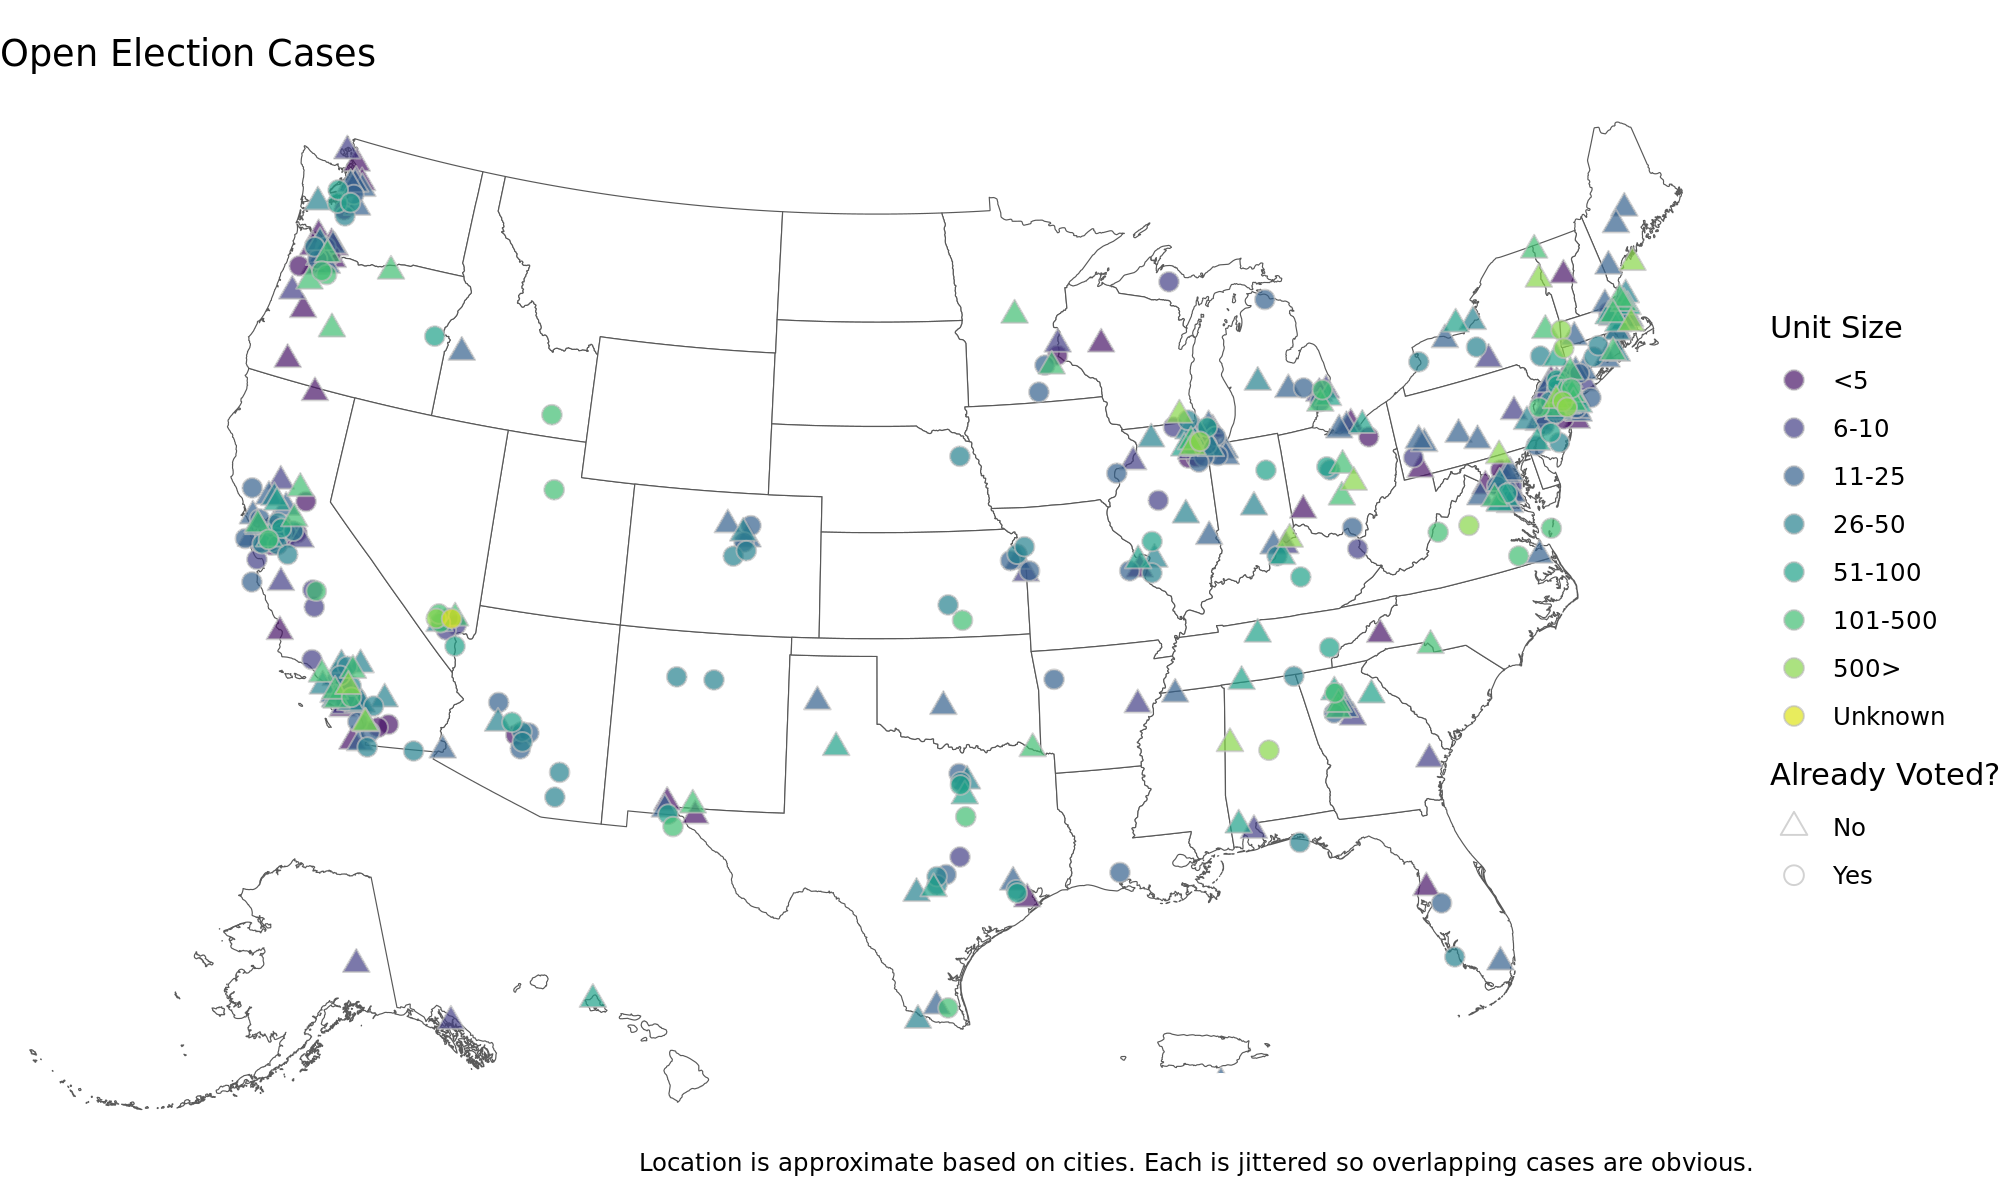 Open Election Cases
Unit Size
<5
6-10
11-25
26-50
51-100
101-500
500>
Unknown
Already Voted?
No
Yes
Location is approximate based on cities. Each is jittered so overlapping cases are obvious.